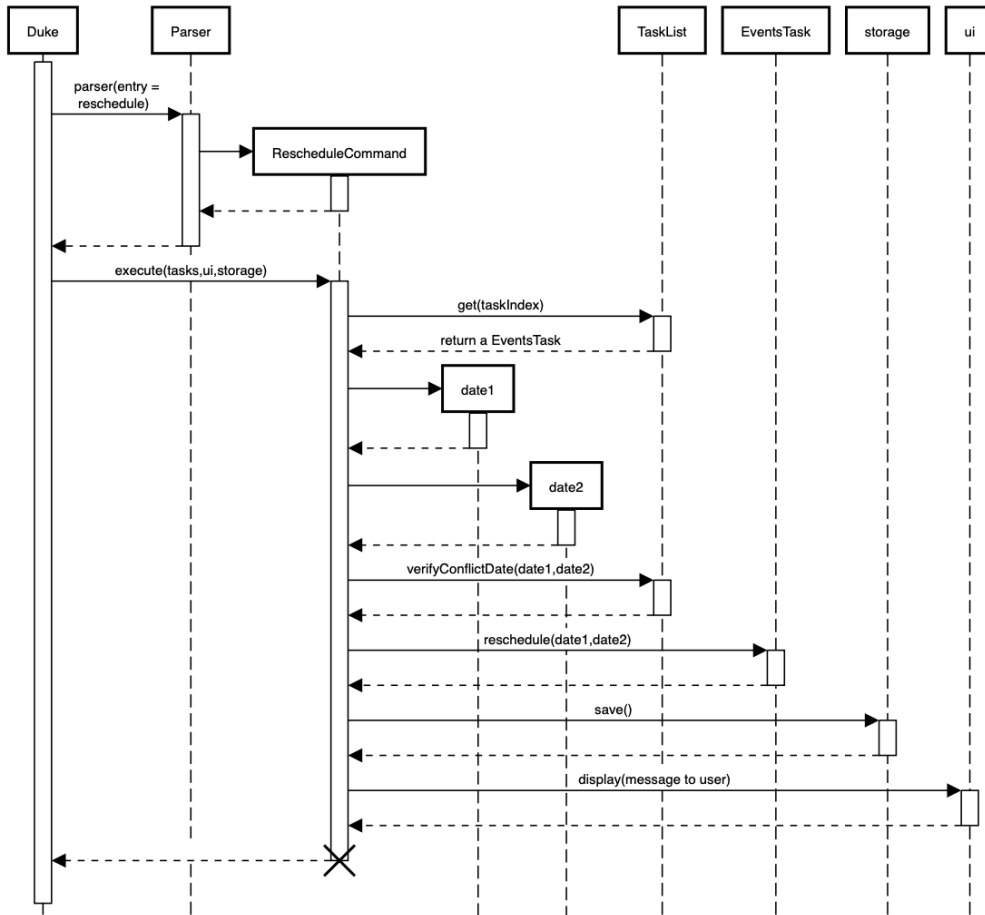 Duke
Parser
TaskList
EventsTask
storage
ui
parser(entry =
reschedule)
RescheduleCommand
execute(tasks,ui,storage)
get(taskIndex)
return a EventsTask
date1
date2
verifyConflictDate(date1,date2)
reschedule(date1,date2)
save()
display(message to user)